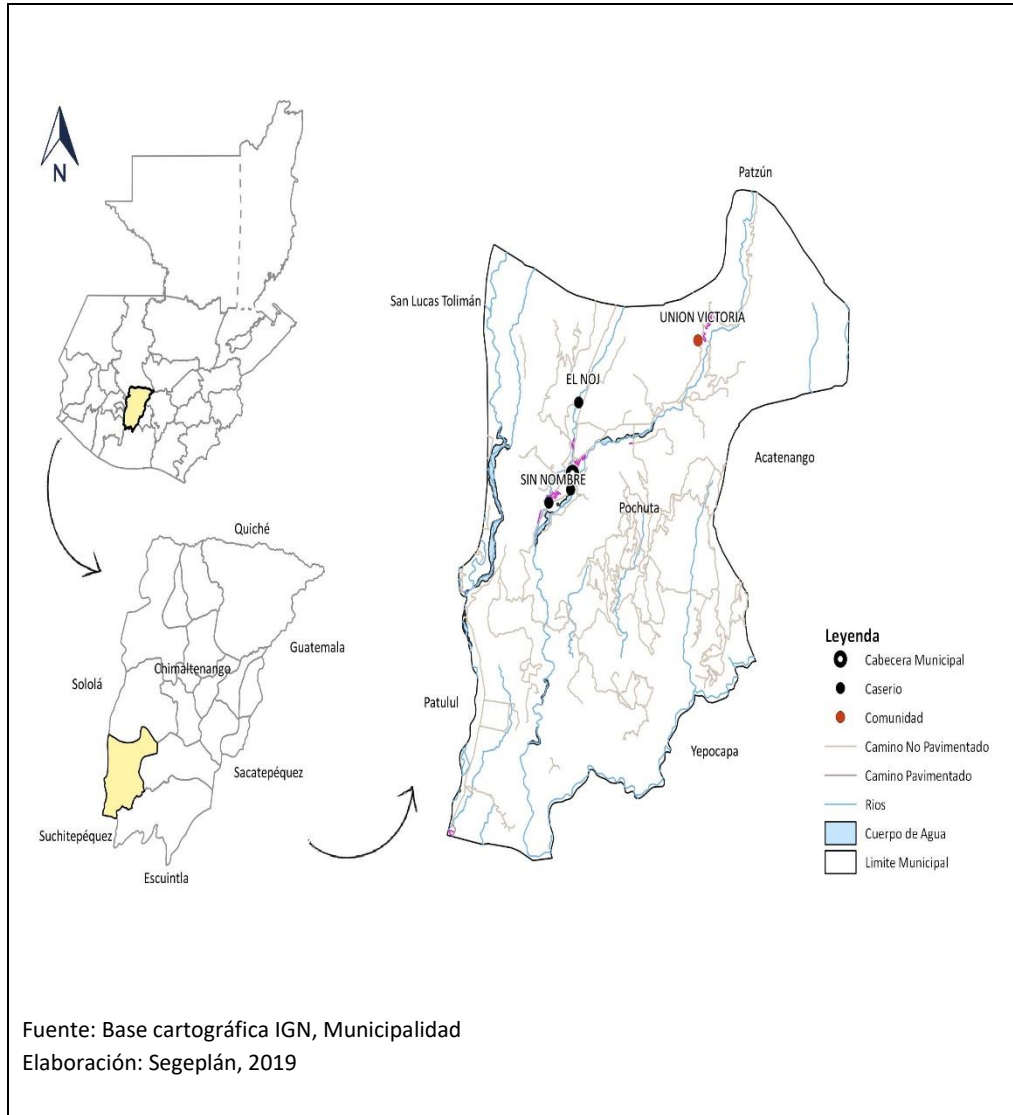 N
Patzún
San Lucas Tolimán
UNION VICTORIA
EL NOJ
Acatenango
SIN NOMBRE
Pochuta
Quiché
Guatemala
Chimaltenango
Sololá
Sacatepéquez
Suchitepéquez
Escuintla
Patulul
Yepocapa
Leyenda
Cabecera Municipal
Caserio
Comunidad
Camino No Pavimentado
Camino Pavimentado
Rios
Cuerpo de Agua
Limite Municipal
Fuente: Base cartográfica IGN, Municipalidad
Elaboración: Segeplán, 2019